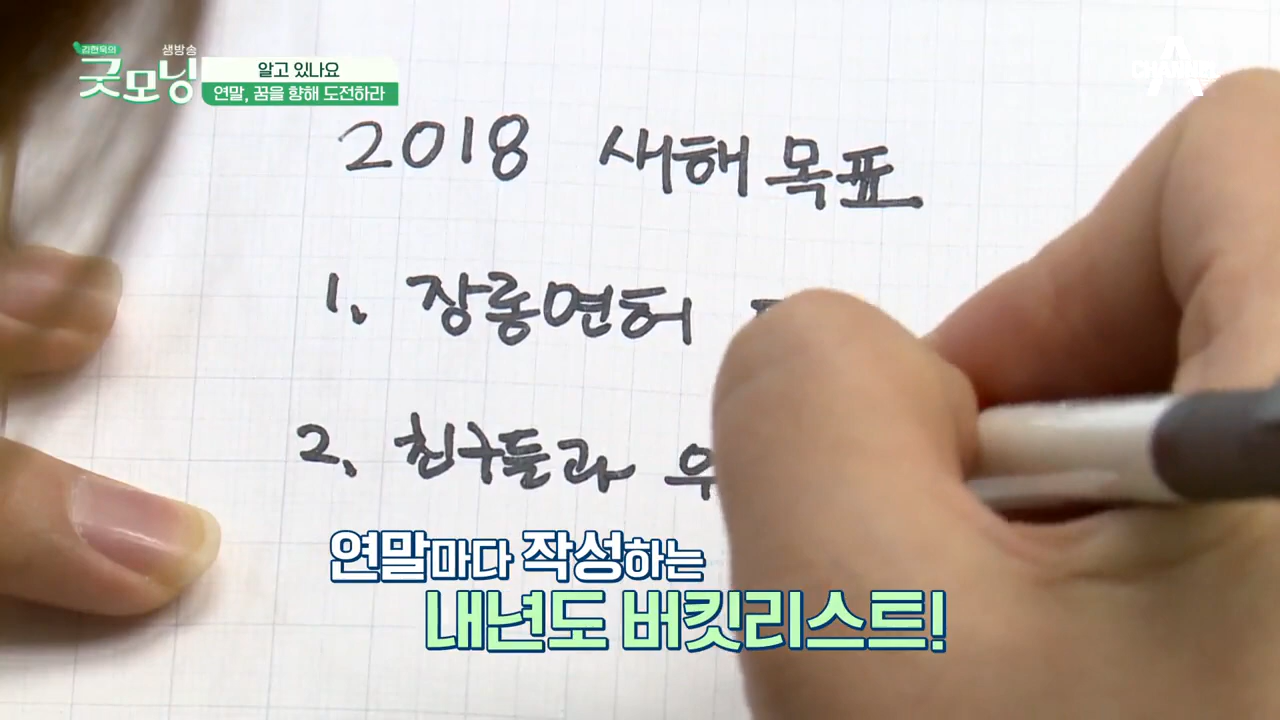 김현욱의 생방송
굿모닝
알고 있나요
연말, 꿈을 향해 도전하라
CHANNEL A
2018 새해 목표
1. 장롱면허
2. 친구들과 우
연말마다 작성하는
내년도 버킷리스트!